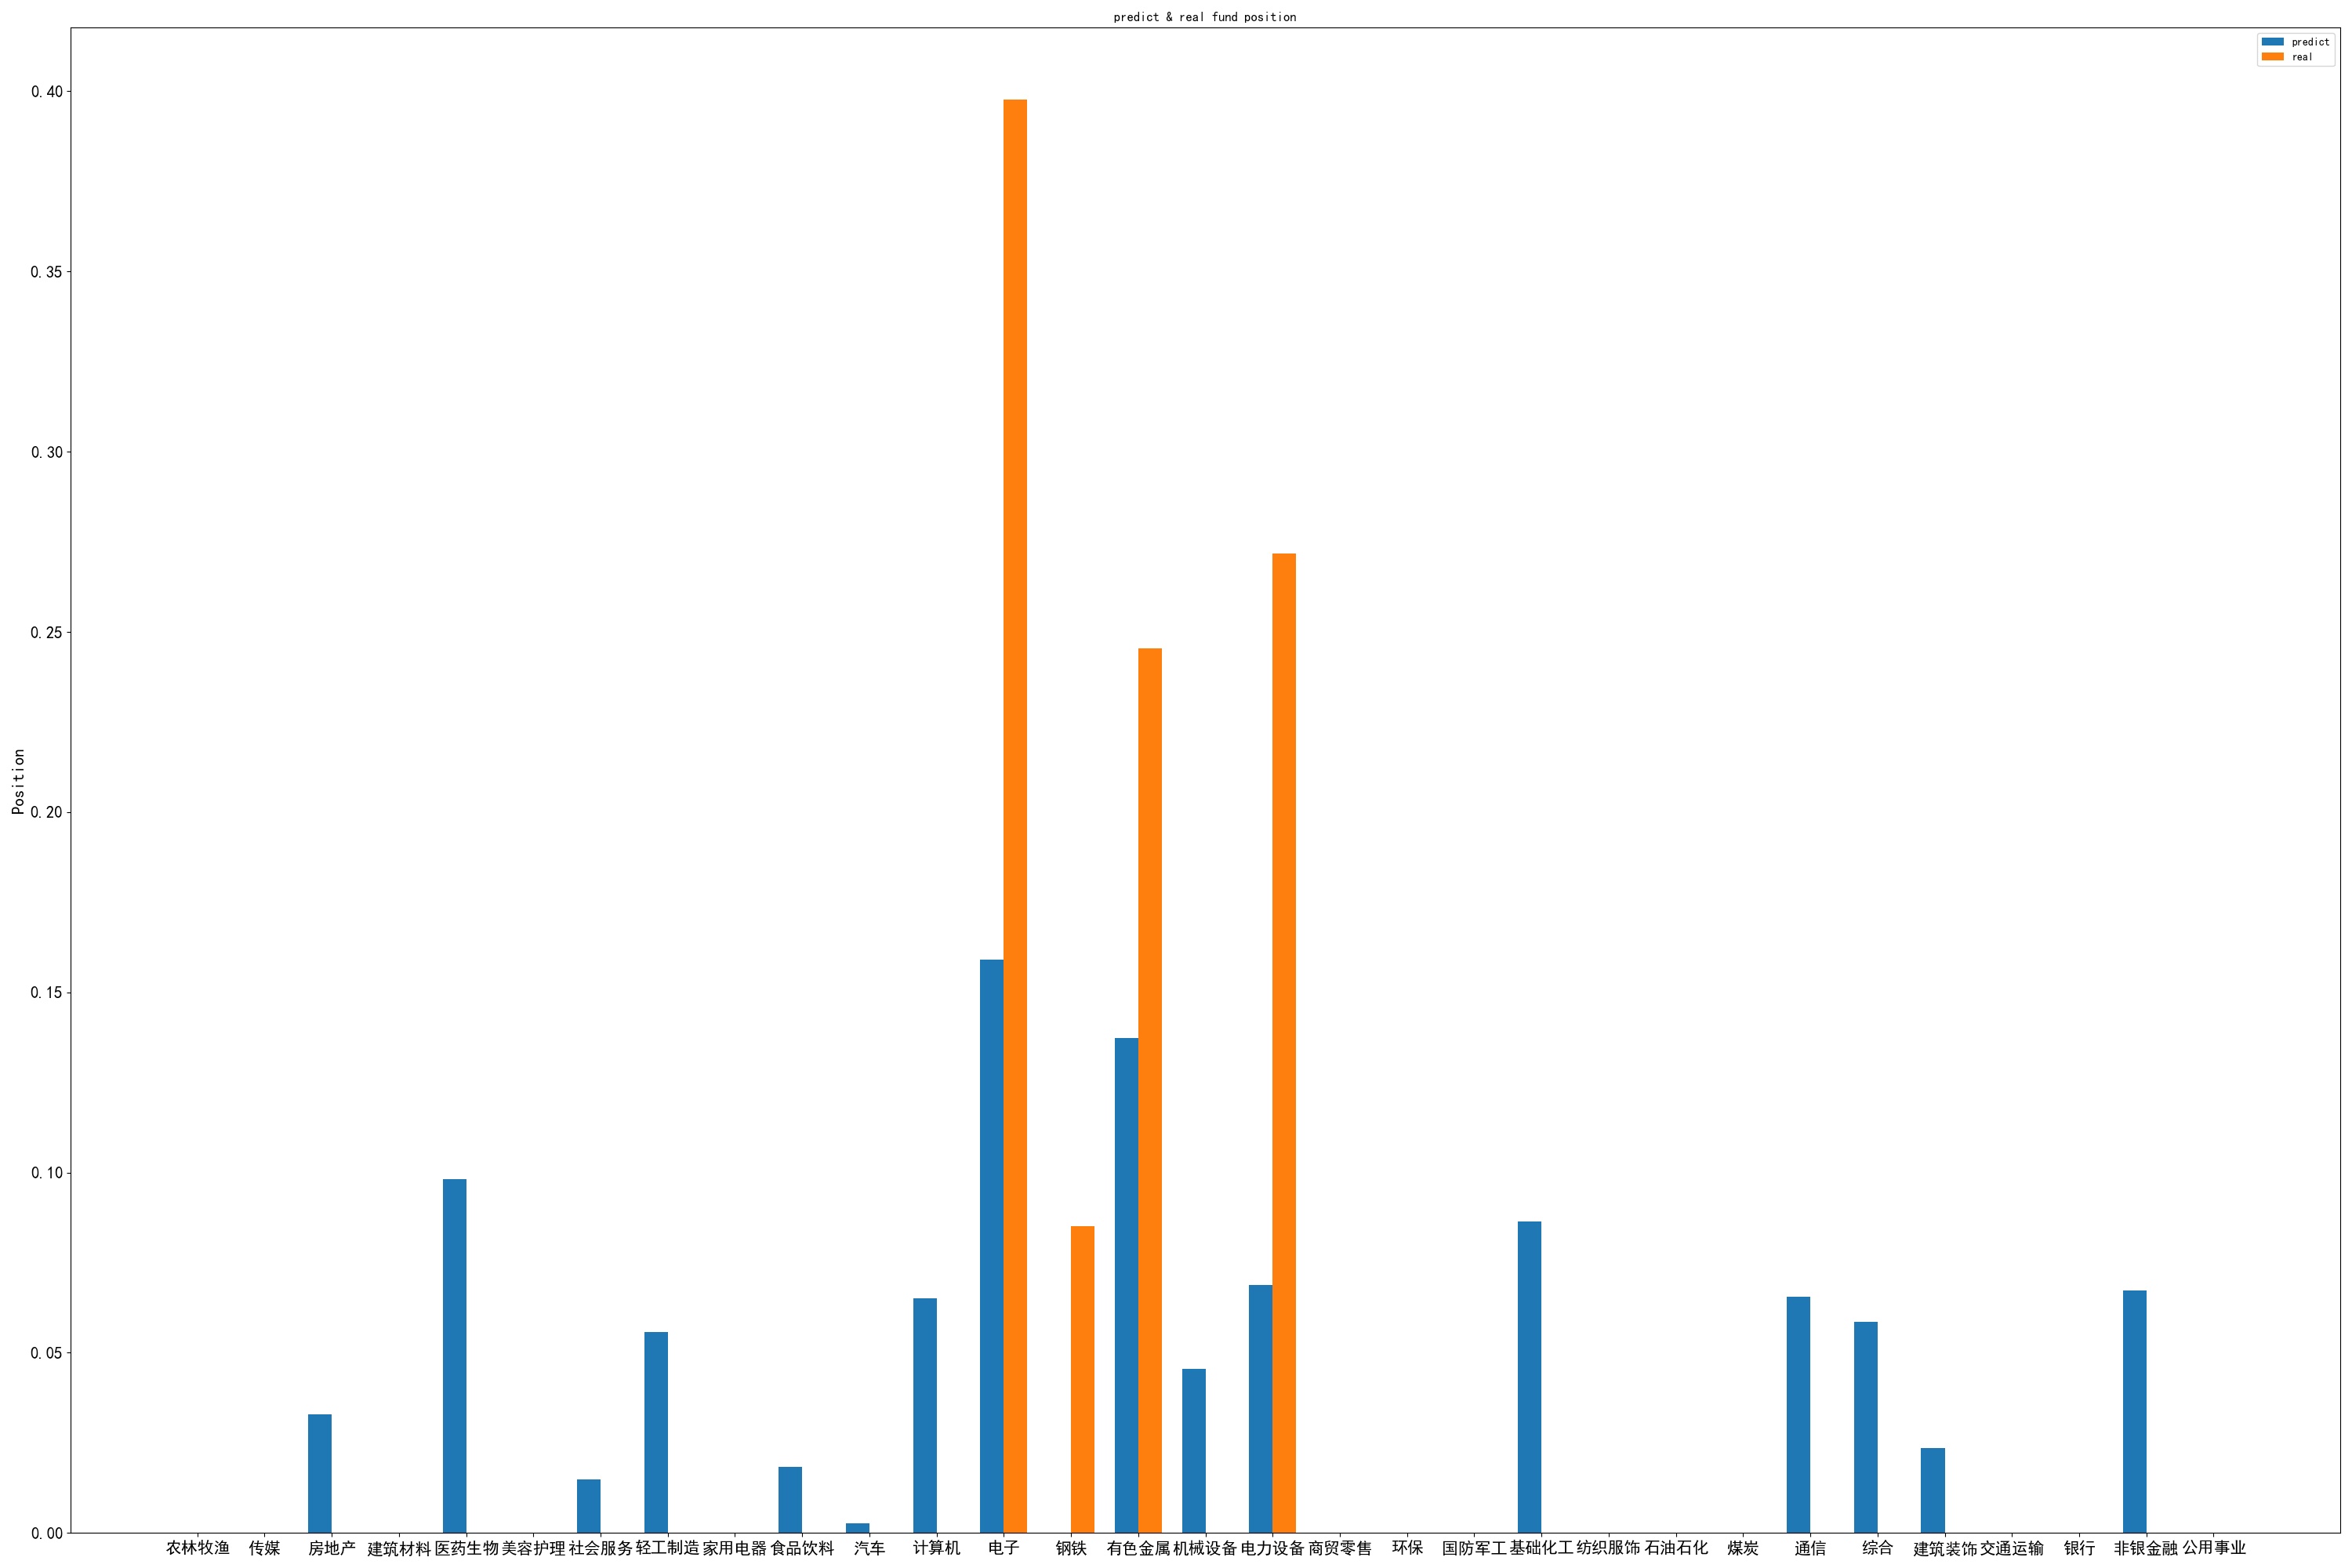 predict & real fund position
predict
real
0.40
0.35
0.30
0.25
0.20
0.15
0.10
0.05
0.00
Position
农林牧渔 传媒 房地产 建筑材料 医药生物 美容护理 社会服务 轻工制造 家用电器 食品饮料 汽车 计算机 电子 钢铁 有色金属 机械设备 电力设备 商贸零售 环保 国防军工 基础化工 纺织服饰 石油石化 煤炭 通信 综合 建筑装饰 交通运输 银行 非银金融 公用事业